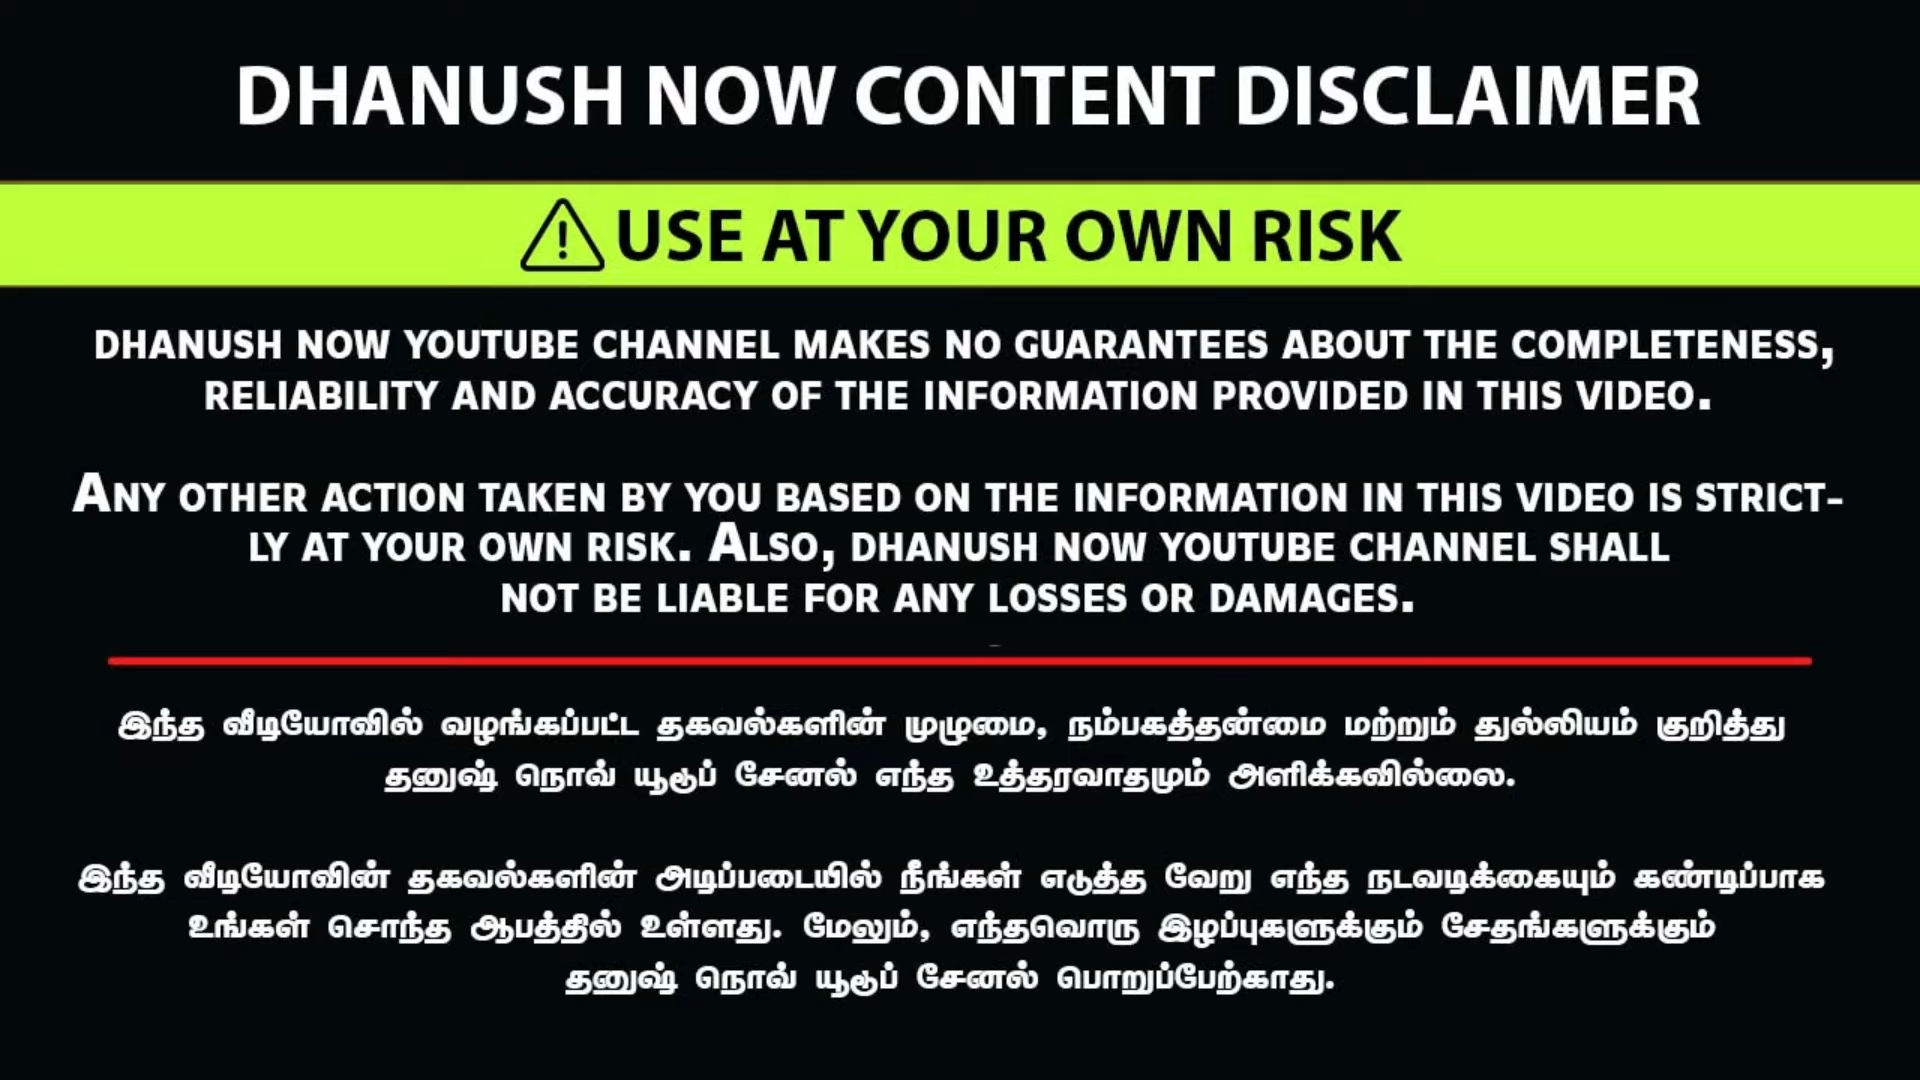 DHANUSH NOW CONTENT DISCLAIMER
USE AT YOUR OWN RISK
DHANUSH NOW YOUTUBE CHANNEL MAKES NO GUARANTEES ABOUT THE COMPLETENESS,
RELIABILITY AND ACCURACY OF THE INFORMATION PROVIDED IN THIS VIDEO.
ANY OTHER ACTION TAKEN BY YOU BASED ON THE INFORMATION IN THIS VIDEO IS STRICT-
LY AT YOUR OWN RISK. ALSO, DHANUSH NOW YOUTUBE CHANNEL SHALL
NOT BE LIABLE FOR ANY LOSSES OR DAMAGES.
இந்த வீடியோவில் வழங்கப்பட்ட தகவல்களின் முழுமை, நம்பகத்தன்மை மற்றும் துல்லியம் குறித்து
தனுஷ் நொவ் யூடூப் சேனல் எந்த உத்தரவாதமும் அளிக்கவில்லை.
இந்த வீடியோவின் தகவல்களின் அடிப்படையில் நீங்கள் எடுத்த வேறு எந்த நடவடிக்கையும் கண்டிப்பாக
உங்கள் சொந்த ஆபத்தில் உள்ளது. மேலும், எந்தவொரு இழப்புகளுக்கும் சேதங்களுக்கும்
தனுஷ் நொவ் யூடூப் சேனல் பொறுப்பேற்காது.